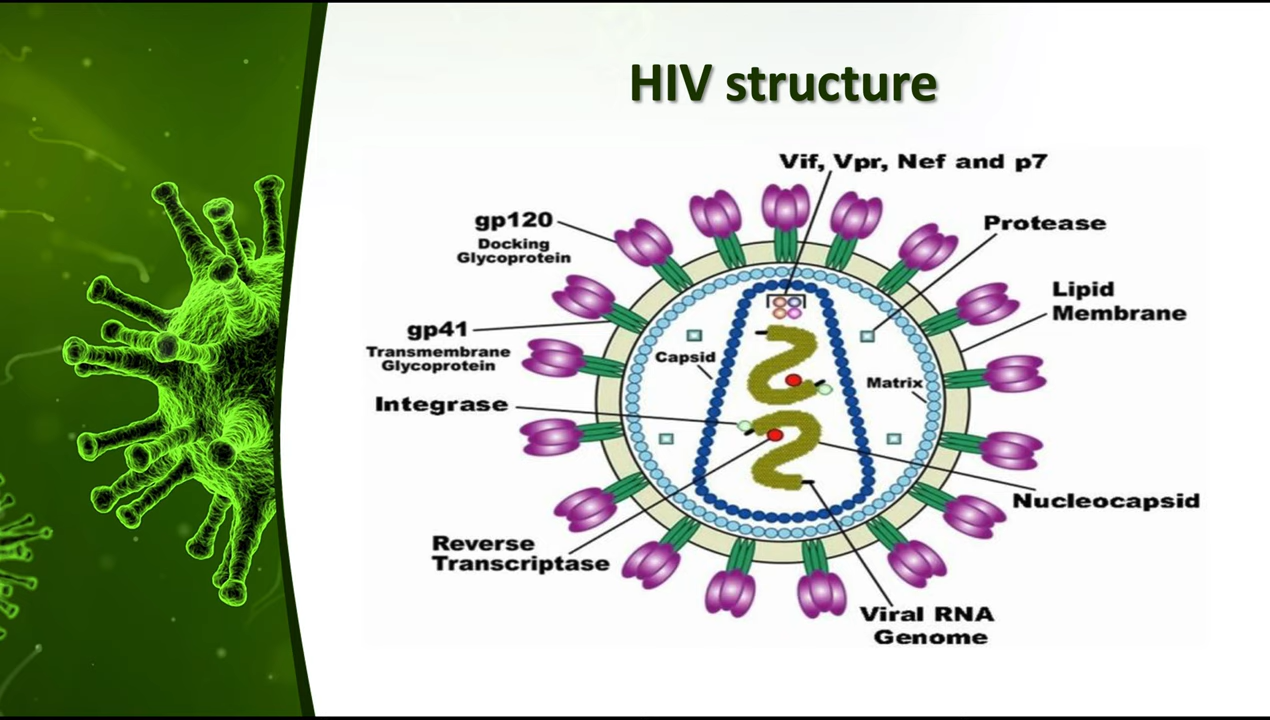 HIV structure
Vif, Vpr, Nef and p7
gp120
Docking
Glycoprotein
Protease
Lipid
Membrane
gp41
Transmembrane
Glycoprotein
Capsid
Matrix
Integrase
Nucleocapsid
Reverse
Transcriptase
Viral RNA
Genome